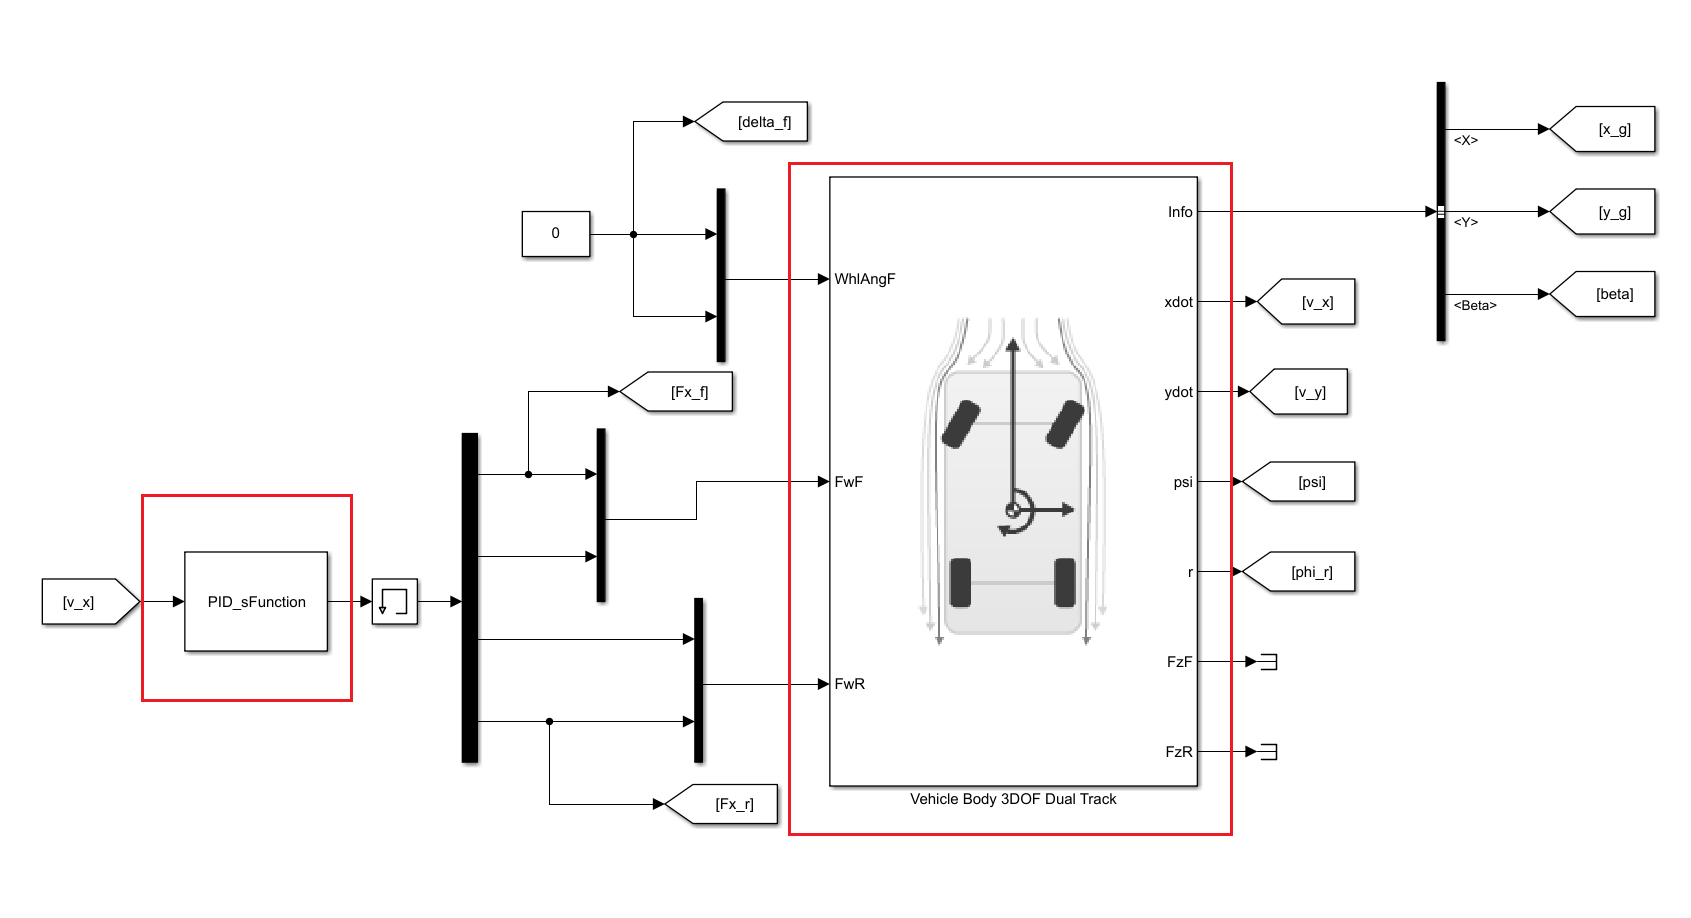 [delta_f]
[x_g]
<X>
0
Info
[y_g]
<Y>
WhlAngF
xdot
[v_x]
[beta]
<Beta>
[Fx_f]
ydot
[v_y]
FwF
psi
[psi]
[v_x]
PID_sFunction
r
[phi_r]
FwR
FzF
FzR
[Fx_r]
Vehicle Body 3DOF Dual Track